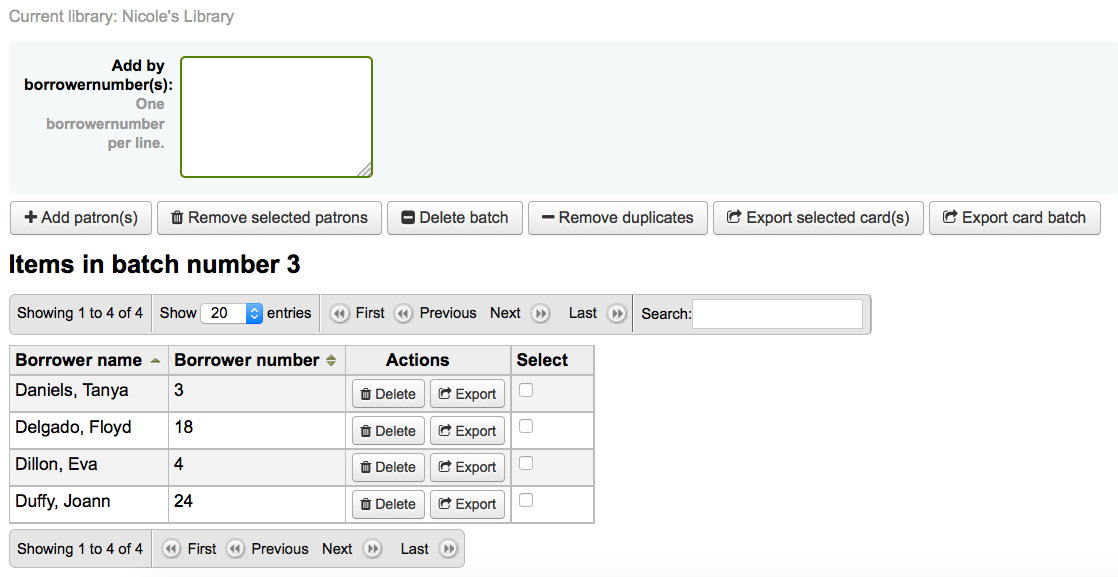 Current library: Nicole's Library
Add by
borrowernumber(s):
One
borrowernumber
per line.
Add patron(s) Remove selected patrons Delete batch Remove duplicates Export selected card(s) Export card batch
Items in batch number 3
Showing 1 to 4 of 4 Show 20 entries First Previous Next Last Search:
Borrower name Borrower number Actions Select
Daniels, Tanya 3 Delete Export
Delgado, Floyd 18 Delete Export
Dillon, Eva 4 Delete Export
Duffy, Joann 24 Delete Export
Showing 1 to 4 of 4 First Previous Next Last